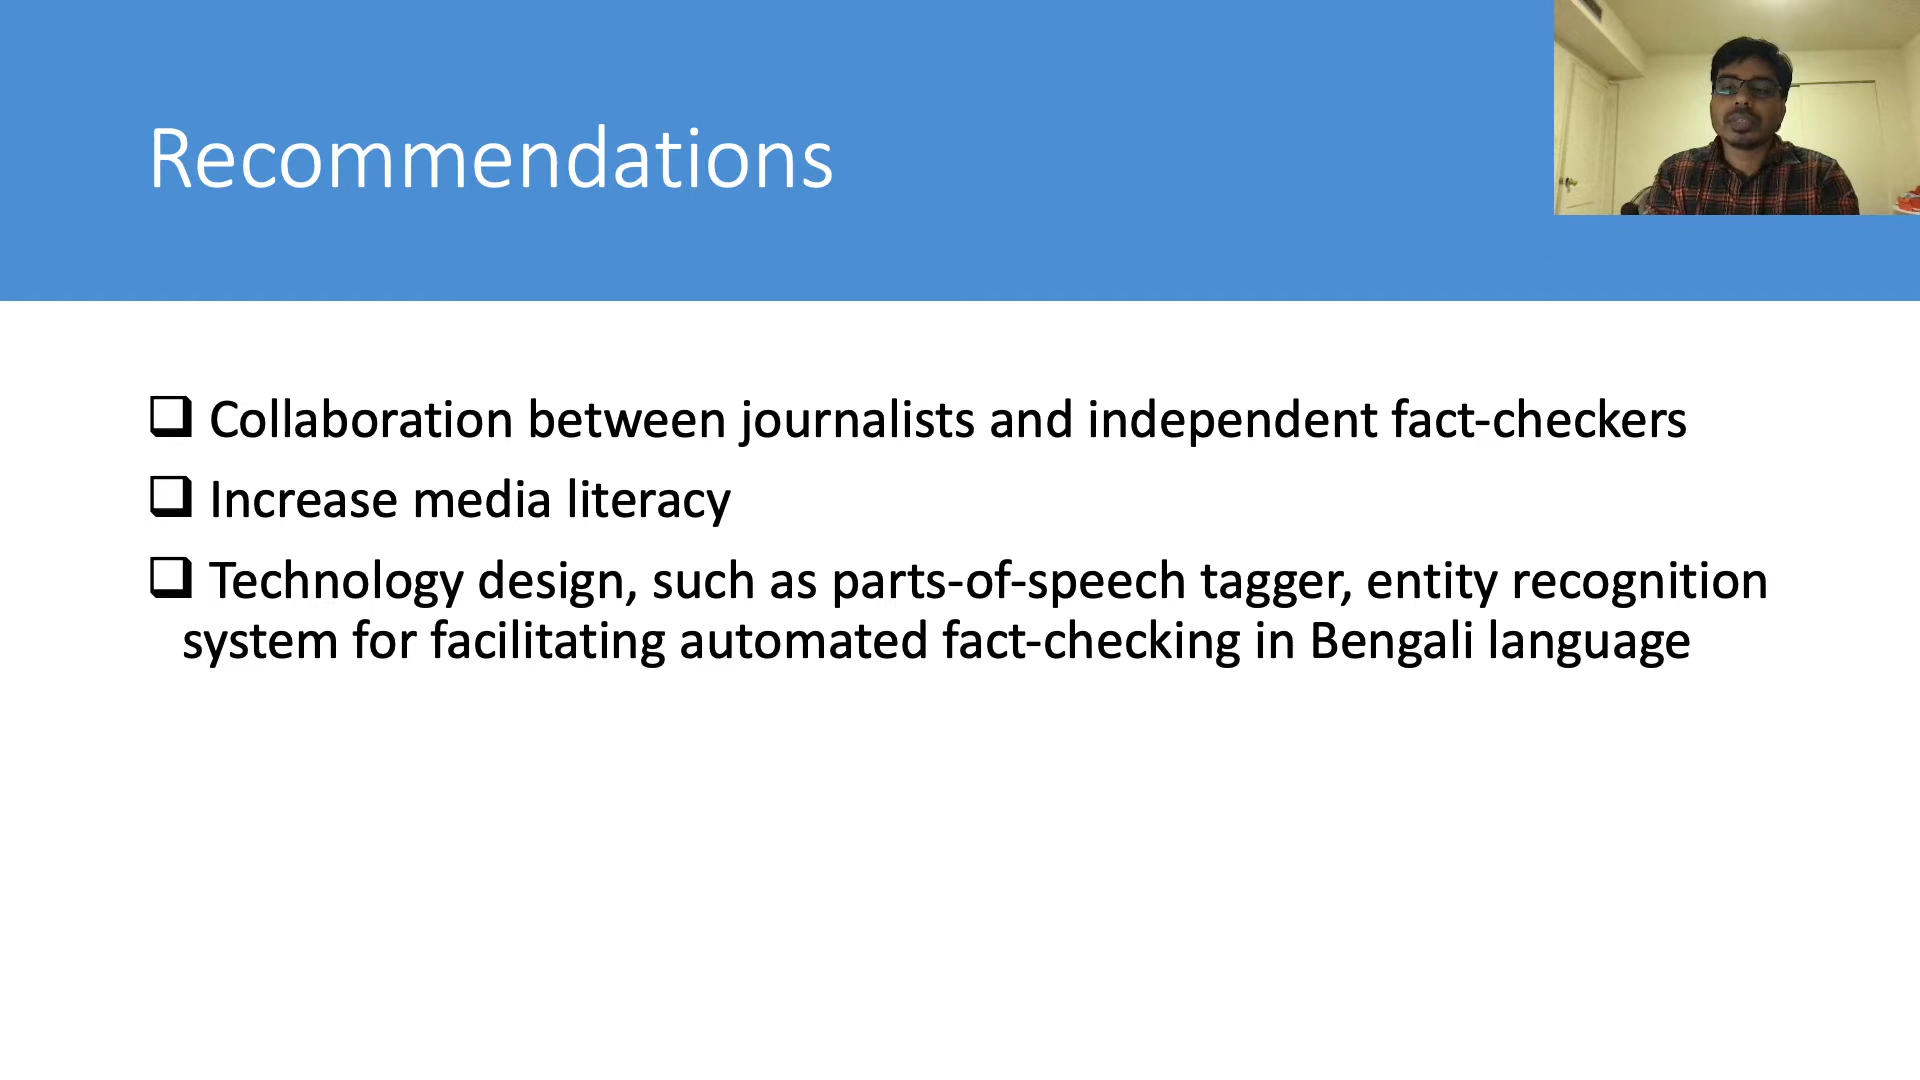 Recommendations
Collaboration between journalists and independent fact-checkers
Increase media literacy
Technology design, such as parts-of-speech tagger, entity recognition
system for facilitating automated fact-checking in Bengali language